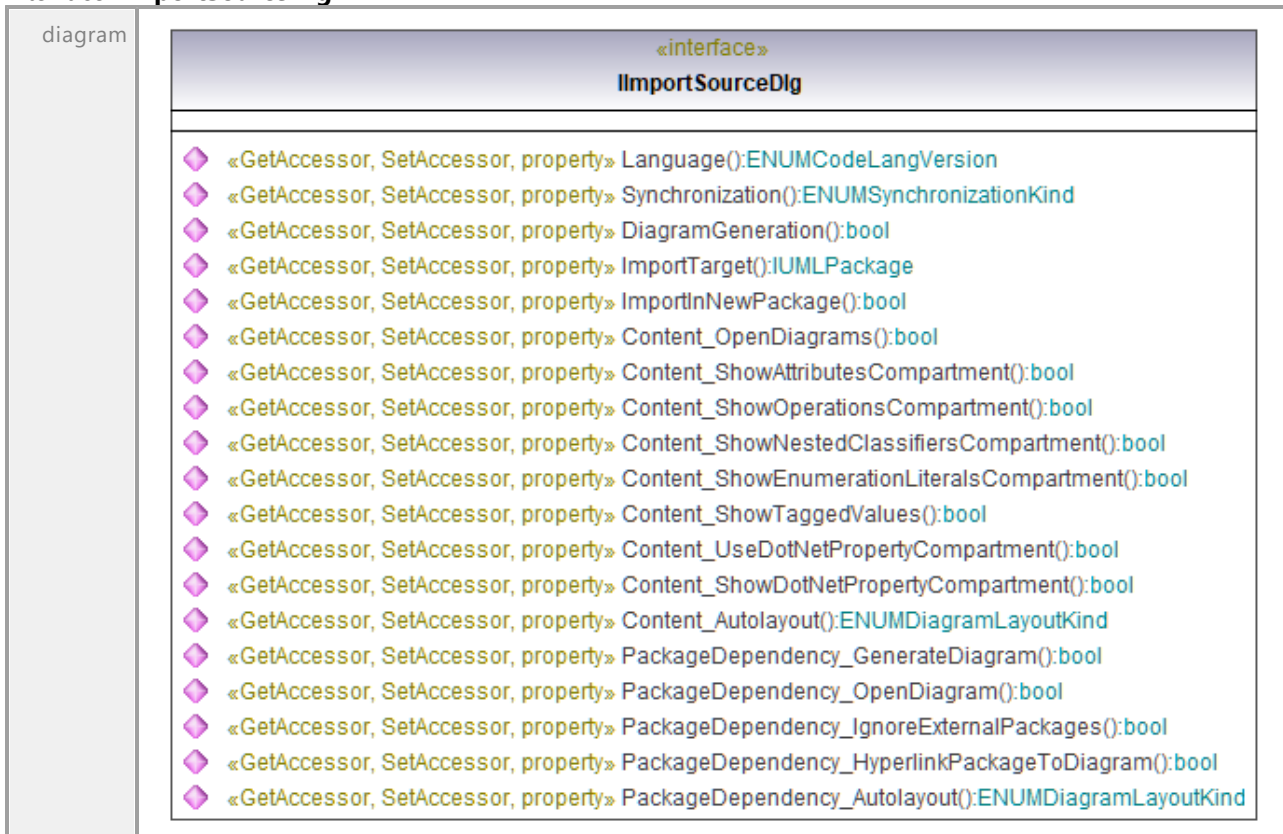 diagram
«interface»
IImportSourceDlg
«GetAccessor, SetAccessor, property» Language():ENUMCodeLangVersion
«GetAccessor, SetAccessor, property» Synchronization():ENUMSynchronizationKind
«GetAccessor, SetAccessor, property» DiagramGeneration():bool
«GetAccessor, SetAccessor, property» ImportTarget():IUMLPackage
«GetAccessor, SetAccessor, property» ImportInNewPackage():bool
«GetAccessor, SetAccessor, property» Content_OpenDiagrams():bool
«GetAccessor, SetAccessor, property» Content_ShowAttributesCompartment():bool
«GetAccessor, SetAccessor, property» Content_ShowOperationsCompartment():bool
«GetAccessor, SetAccessor, property» Content_ShowNestedClassifiersCompartment():bool
«GetAccessor, SetAccessor, property» Content_ShowEnumerationLiteralsCompartment():bool
«GetAccessor, SetAccessor, property» Content_ShowTaggedValues():bool
«GetAccessor, SetAccessor, property» Content_UseDotNetPropertyCompartment():bool
«GetAccessor, SetAccessor, property» Content_ShowDotNetPropertyCompartment():bool
«GetAccessor, SetAccessor, property» Content_Autolayout():ENUMDiagramLayoutKind
«GetAccessor, SetAccessor, property» PackageDependency_GenerateDiagram():bool
«GetAccessor, SetAccessor, property» PackageDependency_OpenDiagram():bool
«GetAccessor, SetAccessor, property» PackageDependency_IgnoreExternalPackages():bool
«GetAccessor, SetAccessor, property» PackageDependency_HyperlinkPackageToDiagram():bool
«GetAccessor, SetAccessor, property» PackageDependency_Autolayout():ENUMDiagramLayoutKind